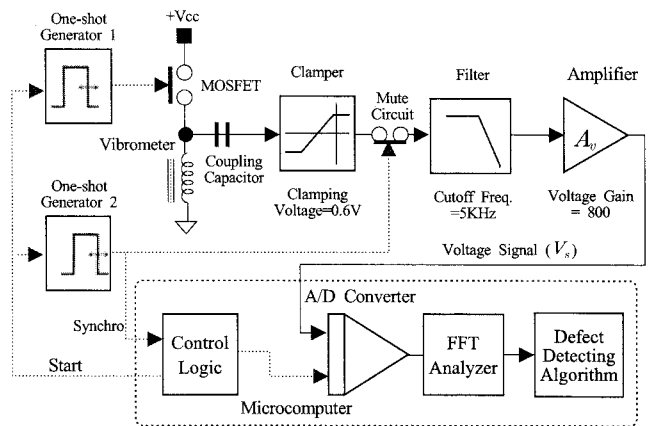 One-shot
Generator 1
+Vcc
MOSFET
Vibrometer
Coupling
Capacitor
Clamper
Clamping
Voltage=0.6V
Mute
Circuit
Filter
Cutoff Freq.
=5KHz
Amplifier
A_v
Voltage Gain
= 800
One-shot
Generator 2
Voltage Signal (V_s)
Synchro
Start
A/D Converter
Control
Logic
FFT
Analyzer
Defect
Detecting
Algorithm
Microcomputer